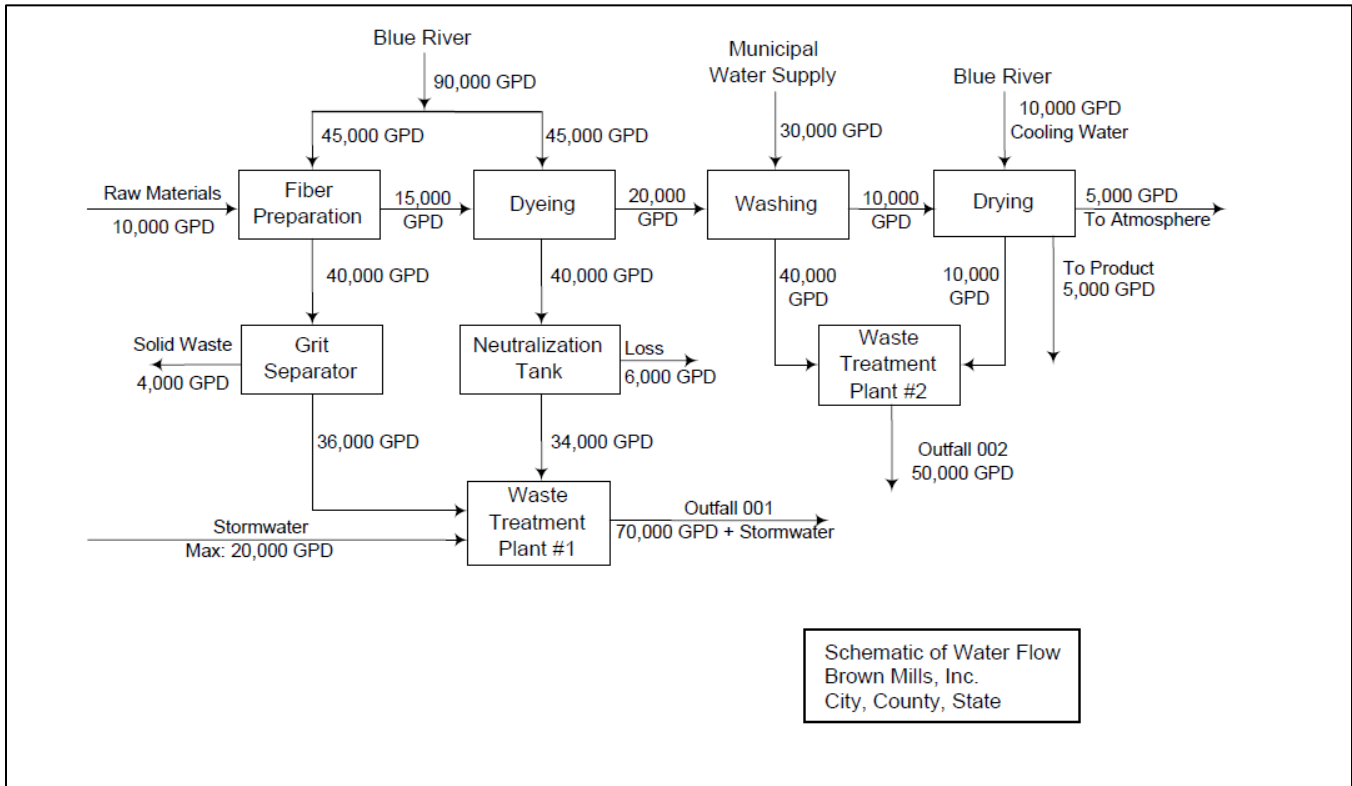 Blue River
90,000 GPD
Municipal
Water Supply
30,000 GPD
Blue River
10,000 GPD
Cooling Water
45,000 GPD
45,000 GPD
Raw Materials
10,000 GPD
Fiber
Preparation
15,000
GPD
Dyeing
20,000
GPD
Washing
10,000
GPD
Drying
5,000 GPD
To Atmosphere
40,000 GPD
40,000 GPD
40,000
GPD
10,000
GPD
To Product
5,000 GPD
Solid Waste
4,000 GPD
Grit
Separator
Neutralization
Tank
Loss
6,000 GPD
Waste
Treatment
Plant #2
36,000 GPD
34,000 GPD
Outfall 002
50,000 GPD
Stormwater
Max: 20,000 GPD
Waste
Treatment
Plant #1
Outfall 001
70,000 GPD + Stormwater
Schematic of Water Flow
Brown Mills, Inc.
City, County, State